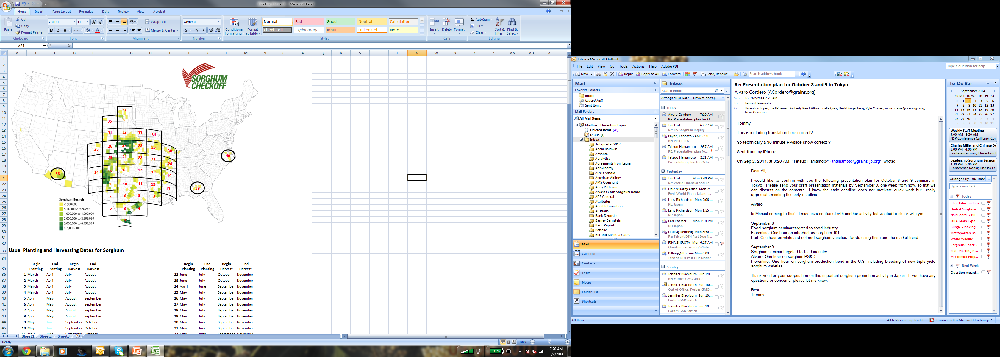 Planting Dates_FL - Microsoft Excel
Home Insert Page Layout Formulas Data Review View Acrobat
Paste
Cut
Copy
Format Painter
Clipboard
Calibri 11
B I U
Font
Wrap Text
Merge & Center
Alignment
General
$ % ,
Number
Conditional Formatting
Format as Table
Normal Bad Good Neutral Calculation
Check Cell Explanatory ... Input Linked Cell Note
Styles
Insert Delete Format
Cells
AutoSum
Fill
Clear
Sort & Filter
Find & Select
Editing
V21
fx
A B C D E F G H I J K L M N O P Q R S T U V W X Y Z AA AB AC
SORGHUM
CHECKOFF
37
36
35
31 32 33 34
25 26 27 28 29 30
20 21 22 23 24
40
38
14 15 16 17 18 19
9 10 11 12 13
39
5 6 6 8
2 3 4
1
Sorghum Bushels
< 500,000
500,000 to 999,999
1,000,000 to 1,999,999
2,000,000 to 2,999,999
3,000,000 to 4,999,999
> 5,000,000
Usual Planting and Harvesting Dates for Sorghum
Begin Planting End Planting Begin Harvest End Harvest
1 March April July August
2 March April July August
3 March April July August
4 March April July August
5 April May August September
6 April May August September
7 April May August September
8 April May August September
9 May June September October
10 May June September October
Begin Planting End Planting Begin Harvest End Harvest
22 June July October November
23 June July October November
24 April June September November
25 May July September November
26 May July September November
27 May July September November
28 May July September November
29 May July September November
30 May June September November
31 May June September November
Sheet1 Sheet2 Sheet3
Ready
100%
97%
7:20 AM
9/2/2014
Inbox - Microsoft Outlook
File Edit View Go Tools Actions Help Adobe PDF
Type a question for help
New Reply Reply to All Forward Send/Receive Search address books
Mail
Favorite Folders
Inbox
Unread Mail
Sent Items
Mail Folders
All Mail Items
Mailbox - Florentino Lopez
Deleted Items (28)
Drafts [1]
Inbox
3rd quarter 2012
Adam Baldwin
Advanta
Agralytica
Agreements from Laura
Agri-Energy
Alexis Arnold
American Airlines
AMS Oversight
Andy Patterson
Arkasas Corn Sorghum Board
ARS General
Attributes
Audit Information
Australia
Bank Deposits
Barney Bernstein
Basis Reports
Battelle
Bill and Melinda Gates
Mail
Calendar
Contacts
Tasks
Notes
Folder List
Shortcuts
68 Items
Inbox
Search Inbox
Arranged By: Date Newest on top
Today
Alvaro Cordero 7:20 AM
Re: Presentation plan for O...
Tim Lust 6:42 AM
Re: US Sorghum inquiry
Payne, Kenneth - AMS 6:31 ...
RE: Visit to DC
Tetsuo Hamamoto 2:37 AM
RE: Presentation plan fo...
Tetsuo Hamamoto 2:21 AM
Presentation plan for Octo...
Yesterday
Tim Lust Mon 9:40 PM
Re: World Financial and Ec...
Dale & Kathy Artho Mon 2:...
Fwd: World Financial and ...
Larry Richardson Mon 2:06 ...
RE: Japan
Larry Richardson Mon 1:55 ...
RE: Japan
Earl Roemer Mon 1:10 PM
RE: Japan
Lindsay Kennedy Mon 8:50 ...
Re: Telvent DTN Past Due N...
RINA SHIROTA Mon 6:27 AM
Question regarding White ...
Billing@dtn.com Mon 6:08 ...
Telvent DTN Past Due Notice
Sunday
Jennifer Blackburn Sun 1:0...
RE: Forbes GMO article
Jennifer Blackburn Sun 1:0...
Out of Office: Forbes GMO...
Jennifer Blackburn Sun 10:...
Forbes GMO article
Jennifer Blackburn Sun 10:...
Forbes GMO article
Re: Presentation plan for October 8 and 9 in Tokyo
Alvaro Cordero [ACordero@grains.org]
Sent: Tue 9/2/2014 7:20 AM
To: Tetsuo Hamamoto
Cc: Florentino Lopez; Earl Roemer; Kimberly Karst Atkins; Stella Qian; Heidi Bringenberg; Kyle Cromer; mhoshizawa@grains-jp.org;
Izumi Onozawa
Tommy
This is including translation time correct?
So technically a 30 minute PP/slide show correct ?
Sent from my iPhone
On Sep 2, 2014, at 3:20 AM, "Tetsuo Hamamoto" <thamamoto@grains-jp.org> wrote:
Dear All,
I would like to confirm with you the following presentation plan for October 8 and 9 seminars in
Tokyo. Please send your draft presentation materials by September 9, one week from now, so that we
can discuss on the contents. I know the early deadline does not motivate quick work but I really
appreciate meeting the early deadline.
Alvaro,
Is Manuel coming to this? I may have confused with another activity but wanted to check with you.
September 8
Food sorghum seminar targeted to food industry
Florentino: One hour on introductory sorghum 101
Earl: One hour on white and colored sorghum varieties, foods using them and the market trend
September 9
Sorghum seminar targeted to feed industry
Alvaro: One hour on sorghum PS&D
Florentino: One hour on sorghum production trend in the U.S. including breeding of new triple yield
sorghum varieties
Thank you for your cooperation on this important sorghum promotion activity in Japan. If you have any
questions or concerns, please let me know.
Best,
Tommy
To-Do Bar
September 2014
Su Mo Tu We Th Fr Sa
31 1 2 3 4 5 6
7 8 9 10 11 12 13
14 15 16 17 18 19 20
21 22 23 24 25 26 27
28 29 30 1 2 3 4
5 6 7 8 9 10 11
Weekly Staff Meeting
9:00 AM - 9:30 AM
NSP Conference Call Line; Cor
Charles Miller and Chinese De
1:00 PM - 4:00 PM
conference room; Florentino
Leadership Sorghum Session
4:30 PM - 5:00 PM
Conference Room; Lindsay Ke
Arranged By: Due Date
Type a new task
Today
Clint Johnson Info
United Sorghum...
NSP Board & Bu...
2014 Grain Expo...
Bunge - looking...
Metropolitan Ba...
World Wildlife ...
Sorghum Check...
Staff Meeting IC...
McCormick Prop...
Next Week
Question regard...
All folders are up to date. Connected to Microsoft Exchange